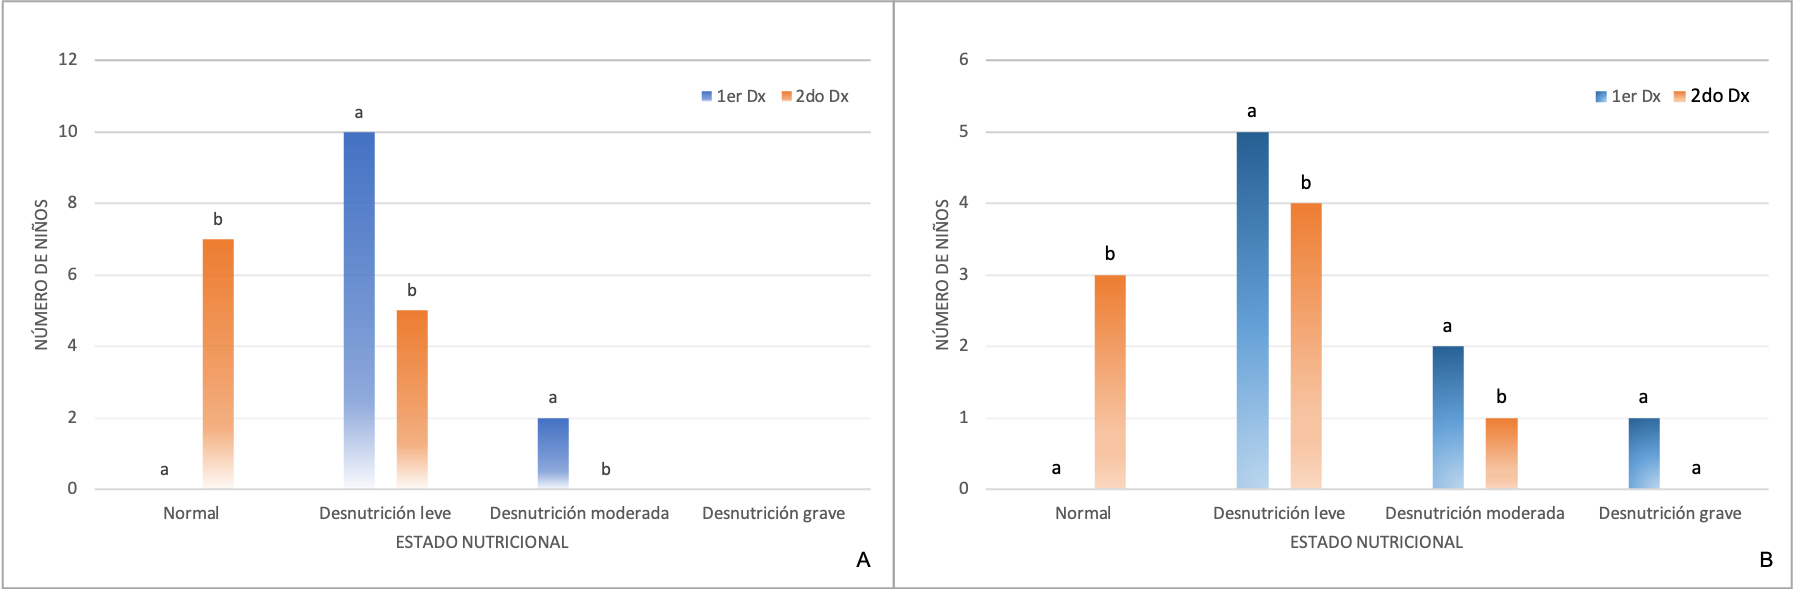 12
10
8
6
4
2
0
NÚMERO DE NIÑOS
1er Dx 2do Dx
a
b
a
b
a
b
Normal Desnutrición leve Desnutrición moderada Desnutrición grave
ESTADO NUTRICIONAL
A
6
5
4
3
2
1
0
NÚMERO DE NIÑOS
1er Dx 2do Dx
a
b
a
b
a
b
a
a
Normal Desnutrición leve Desnutrición moderada Desnutrición grave
ESTADO NUTRICIONAL
B